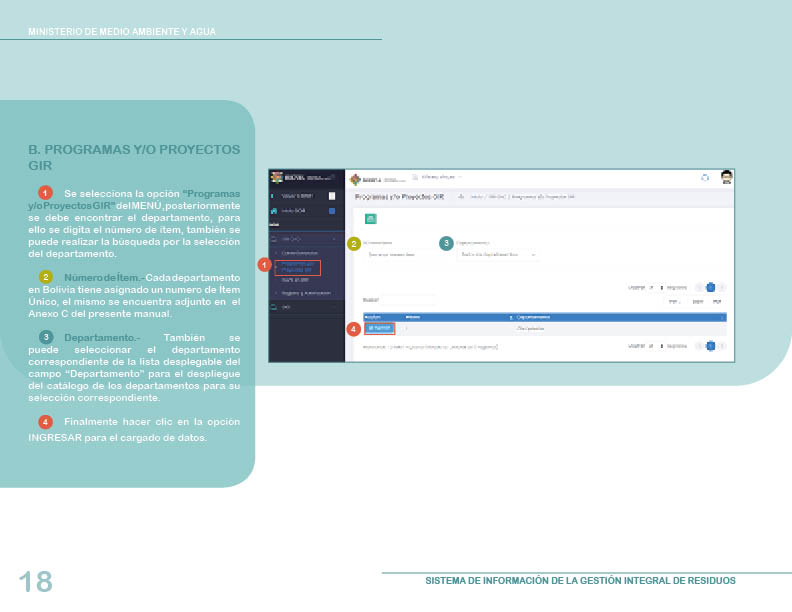 MINISTERIO DE MEDIO AMBIENTE Y AGUA
B. PROGRAMAS Y/O PROYECTOS
GIR
1 Se selecciona la opción “Programas
y/o Proyectos GIR” del MENÚ, posteriormente
se debe encontrar el departamento, para
ello se digita el número de ítem, también se
puede realizar la búsqueda por la selección
del departamento.
2 Número de Ítem.- Cada departamento
en Bolivia tiene asignado un numero de Ítem
Único, el mismo se encuentra adjunto en el
Anexo C del presente manual.
3 Departamento.- También se
puede seleccionar el departamento
correspondiente de la lista desplegable del
campo “Departamento” para el despliegue
del catálogo de los departamentos para su
selección correspondiente.
4 Finalmente hacer clic en la opción
INGRESAR para el cargado de datos.
Programas y/o Proyectos GIR
2
3
1
4
18
SISTEMA DE INFORMACIÓN DE LA GESTIÓN INTEGRAL DE RESIDUOS